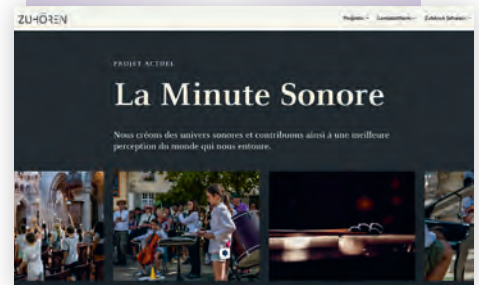 ZUHÖREN
PROJET ACTUEL
La Minute Sonore
Nous créons des univers sonores et contribuons ainsi à une meilleure
perception du monde qui nous entoure.